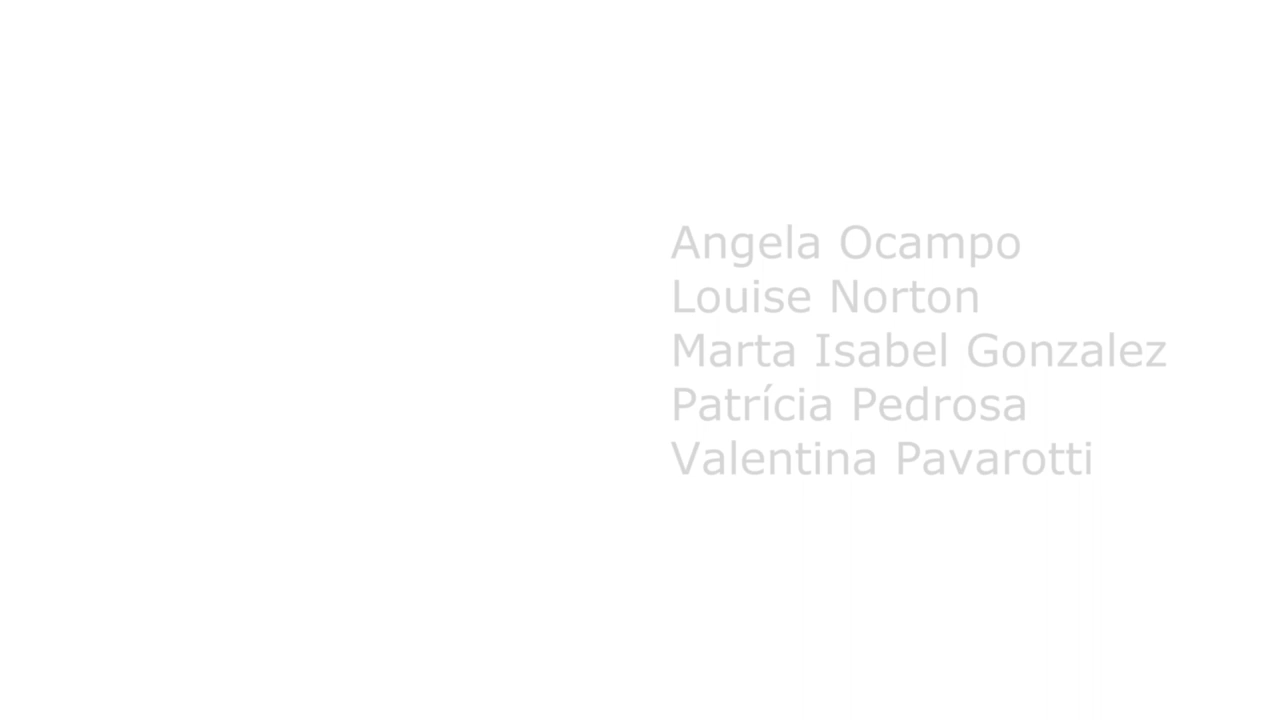 Angela Ocampo
Louise Norton
Marta Isabel Gonzalez
Patrícia Pedrosa
Valentina Pavarotti